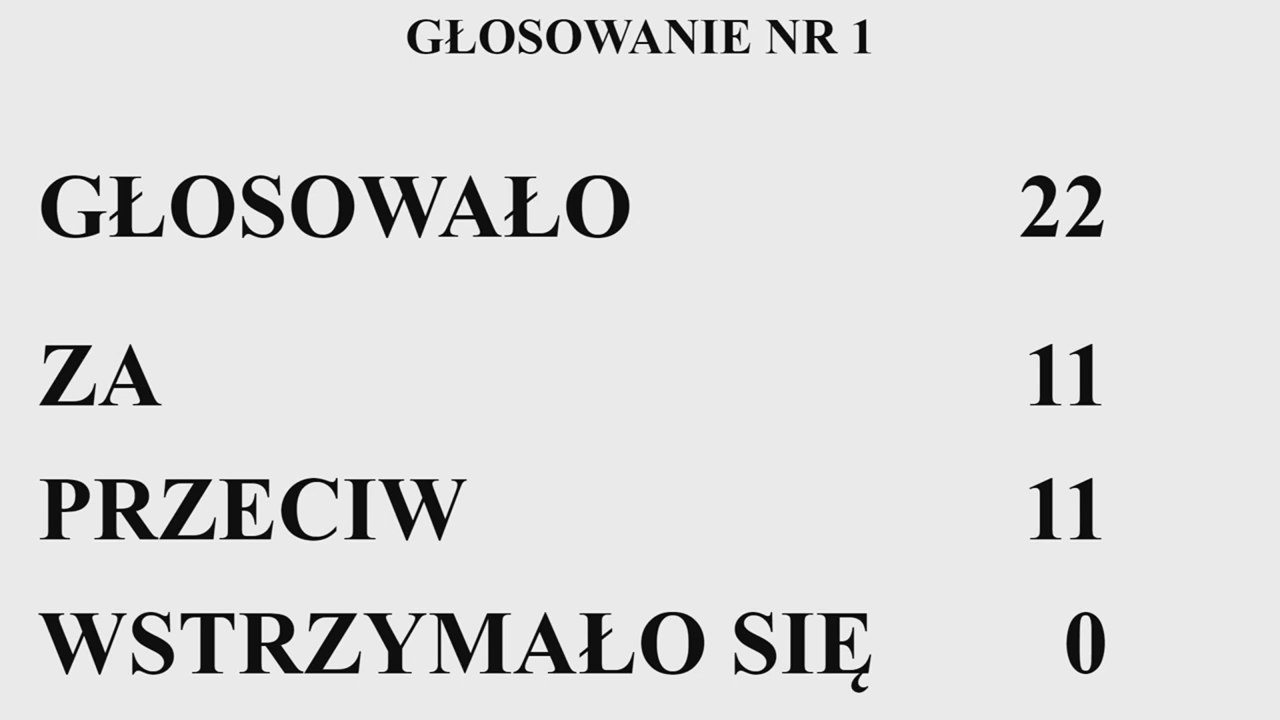 GŁOSOWANIE NR 1
GŁOSOWAŁO 22
ZA 11
PRZECIW 11
WSTRZYMAŁO SIĘ 0